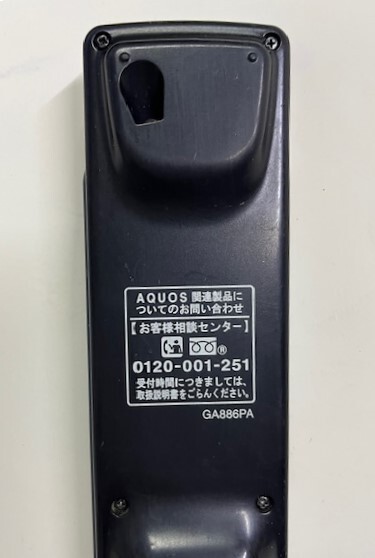 AQUOS 関連製品に
ついてのお問い合わせ
【お客様相談センター】
®
0120-001-251
受付時間につきましては、
取扱説明書をごらんください。
GA886PA